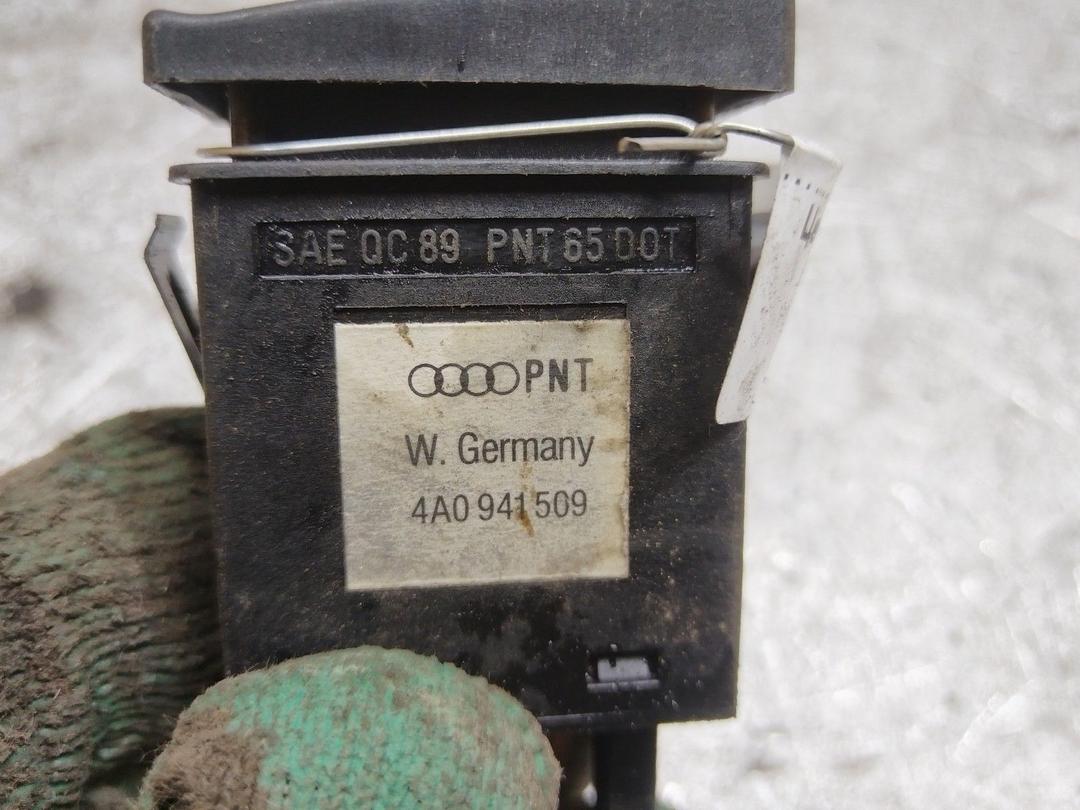 SAE QC 89 PNT 65 DOT
PNT
W. Germany
4A0 941 509